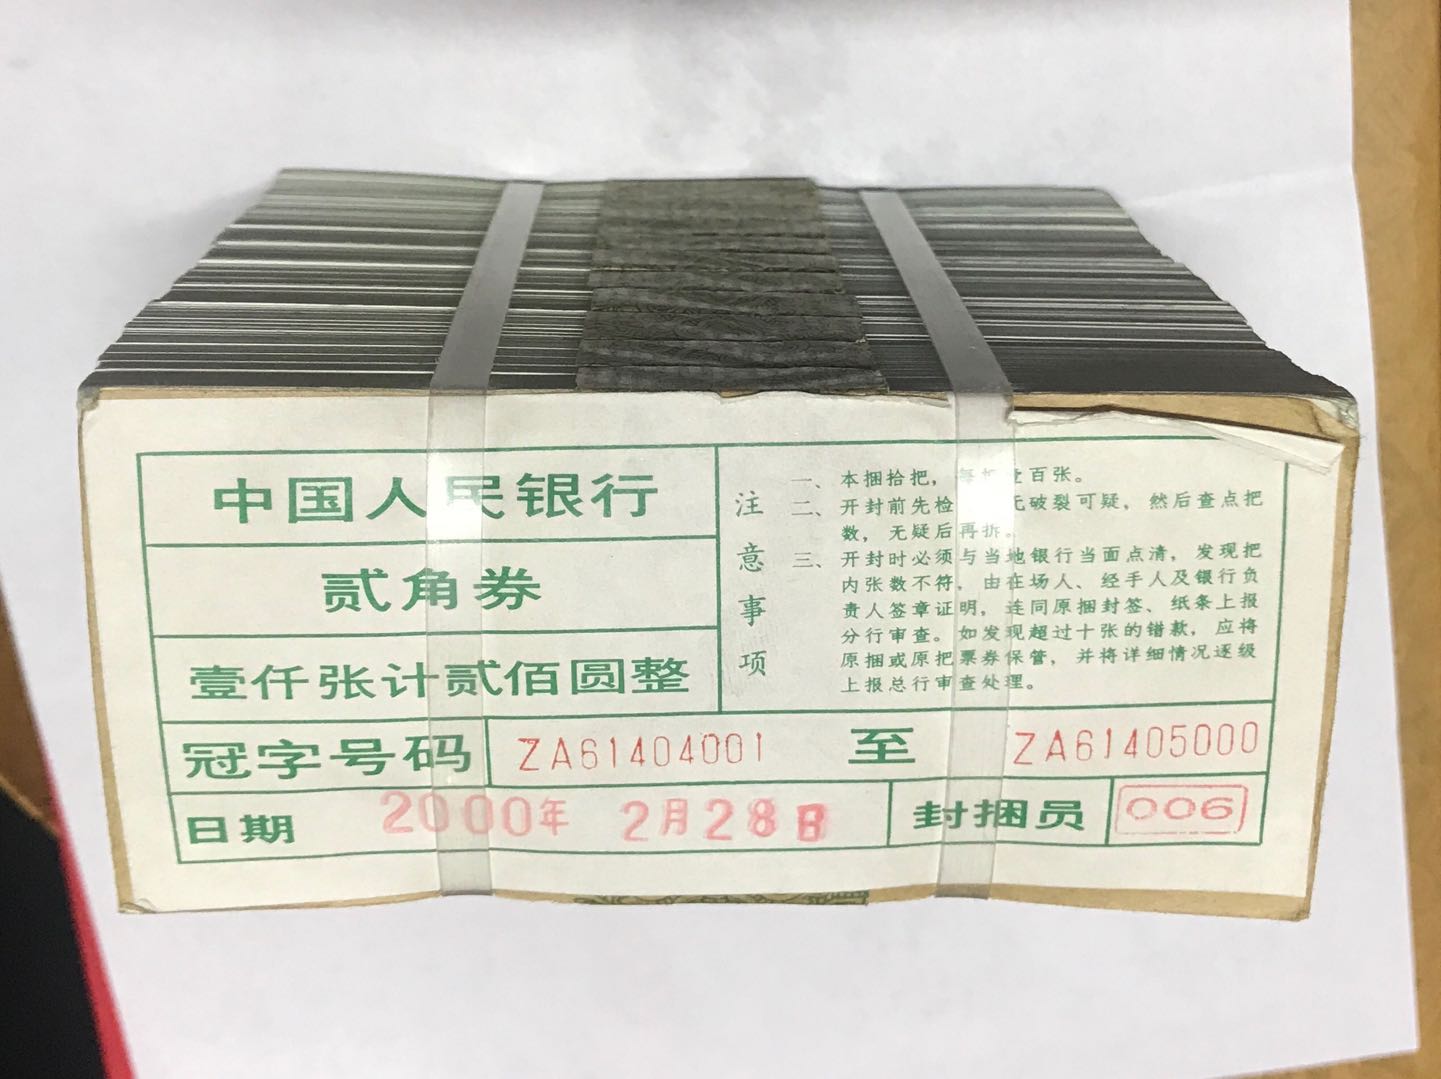 中国人民银行
贰角券
壹仟张计贰佰圆整
注意事项
一、本捆拾把，每把壹百张。
二、开封前先检 无破裂可疑，然后查点把
数，无疑后再拆。
三、开封时必须与当地银行当面点清，发现把
内张数不符，由在场人、经手人及银行负
责人签章证明，连同原捆封签、纸条上报
分行审查。如发现超过十张的错款，应将
原捆或原把票券保管，并将详细情况逐级
上报总行审查处理。
冠字号码 ZA61404001 至 ZA61405000
日期 2000年 2月28日 封捆员 006